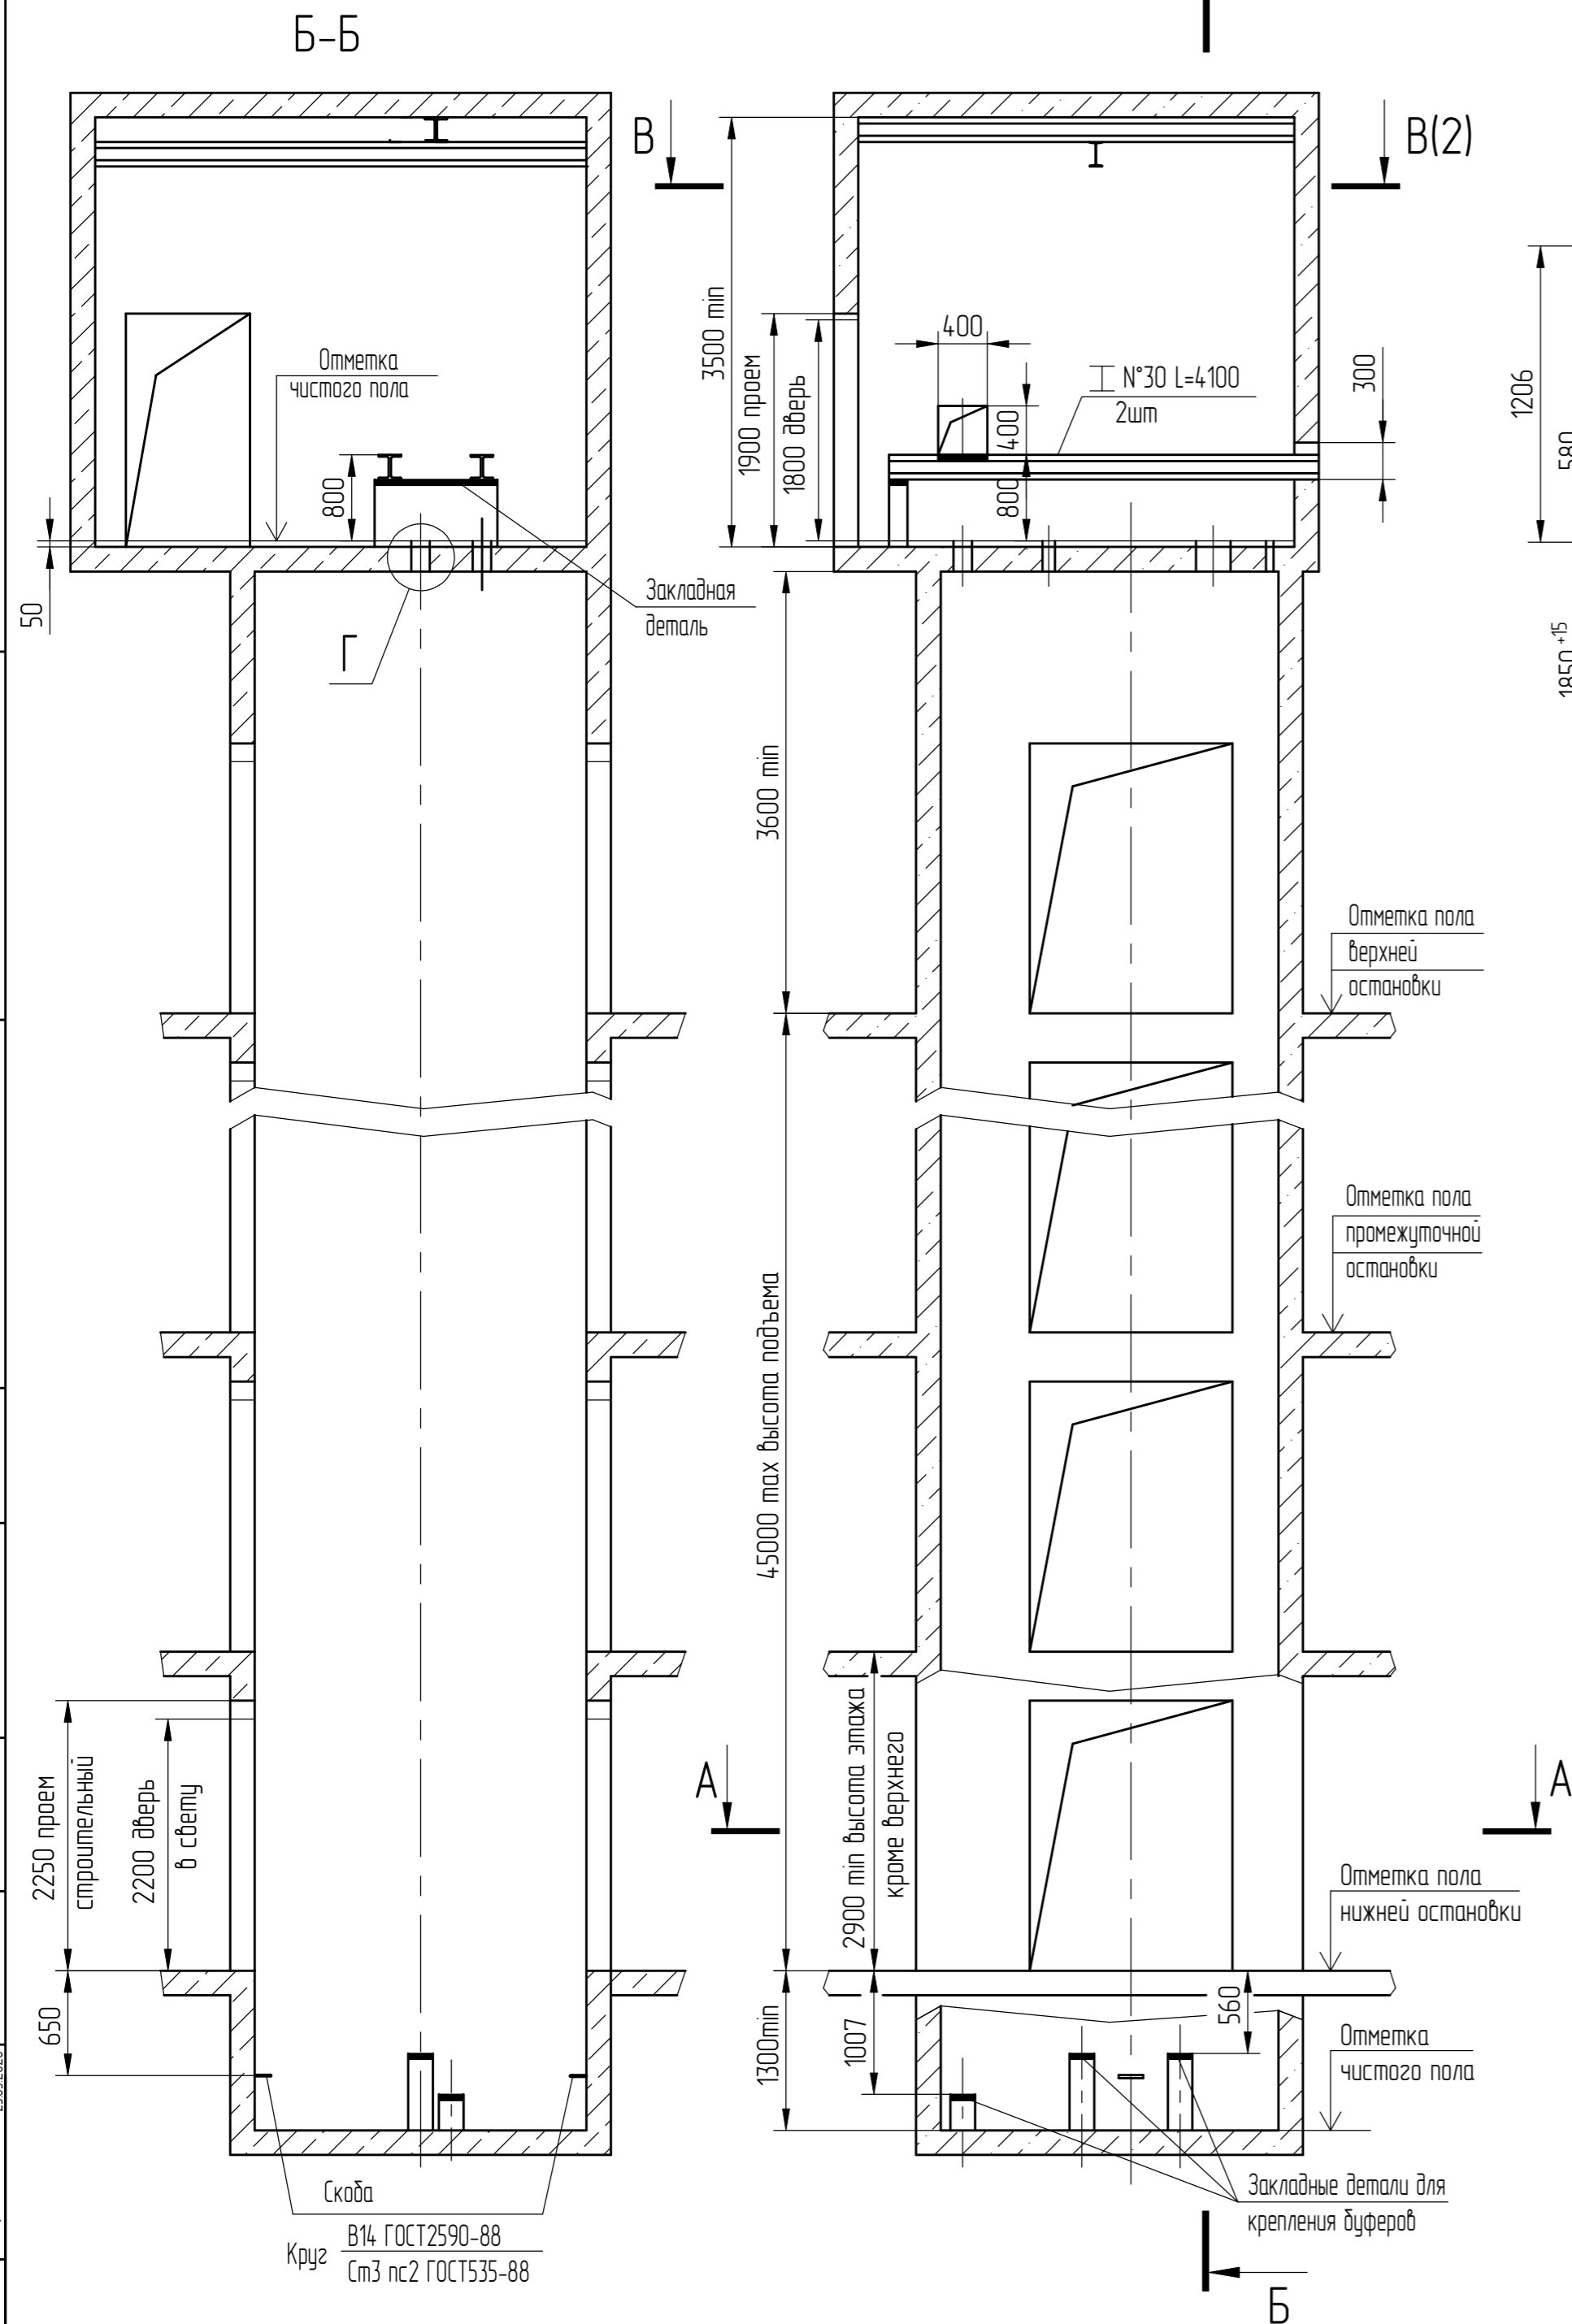 Б-Б
В
В(2)
3500 min
1900 проем
1800 дверь
400
400
800
I N°30 L=4100
2шт
300
1206
580
1850 +15
Отметка
чистого пола
800
50
Г
Закладная
деталь
3600 min
Отметка пола
верхней
остановки
Отметка пола
промежуточной
остановки
45000 max высота подъема
2250 проем
строительный
2200 дверь
в свету
650
А
А
2900 min высота этажа
кроме верхнего
Отметка пола
нижней остановки
1300min
1007
560
Отметка
чистого пола
Скоба
Круг
В14 ГОСТ2590-88
Ст3 пс2 ГОСТ535-88
Закладные детали для
крепления буферов
Б